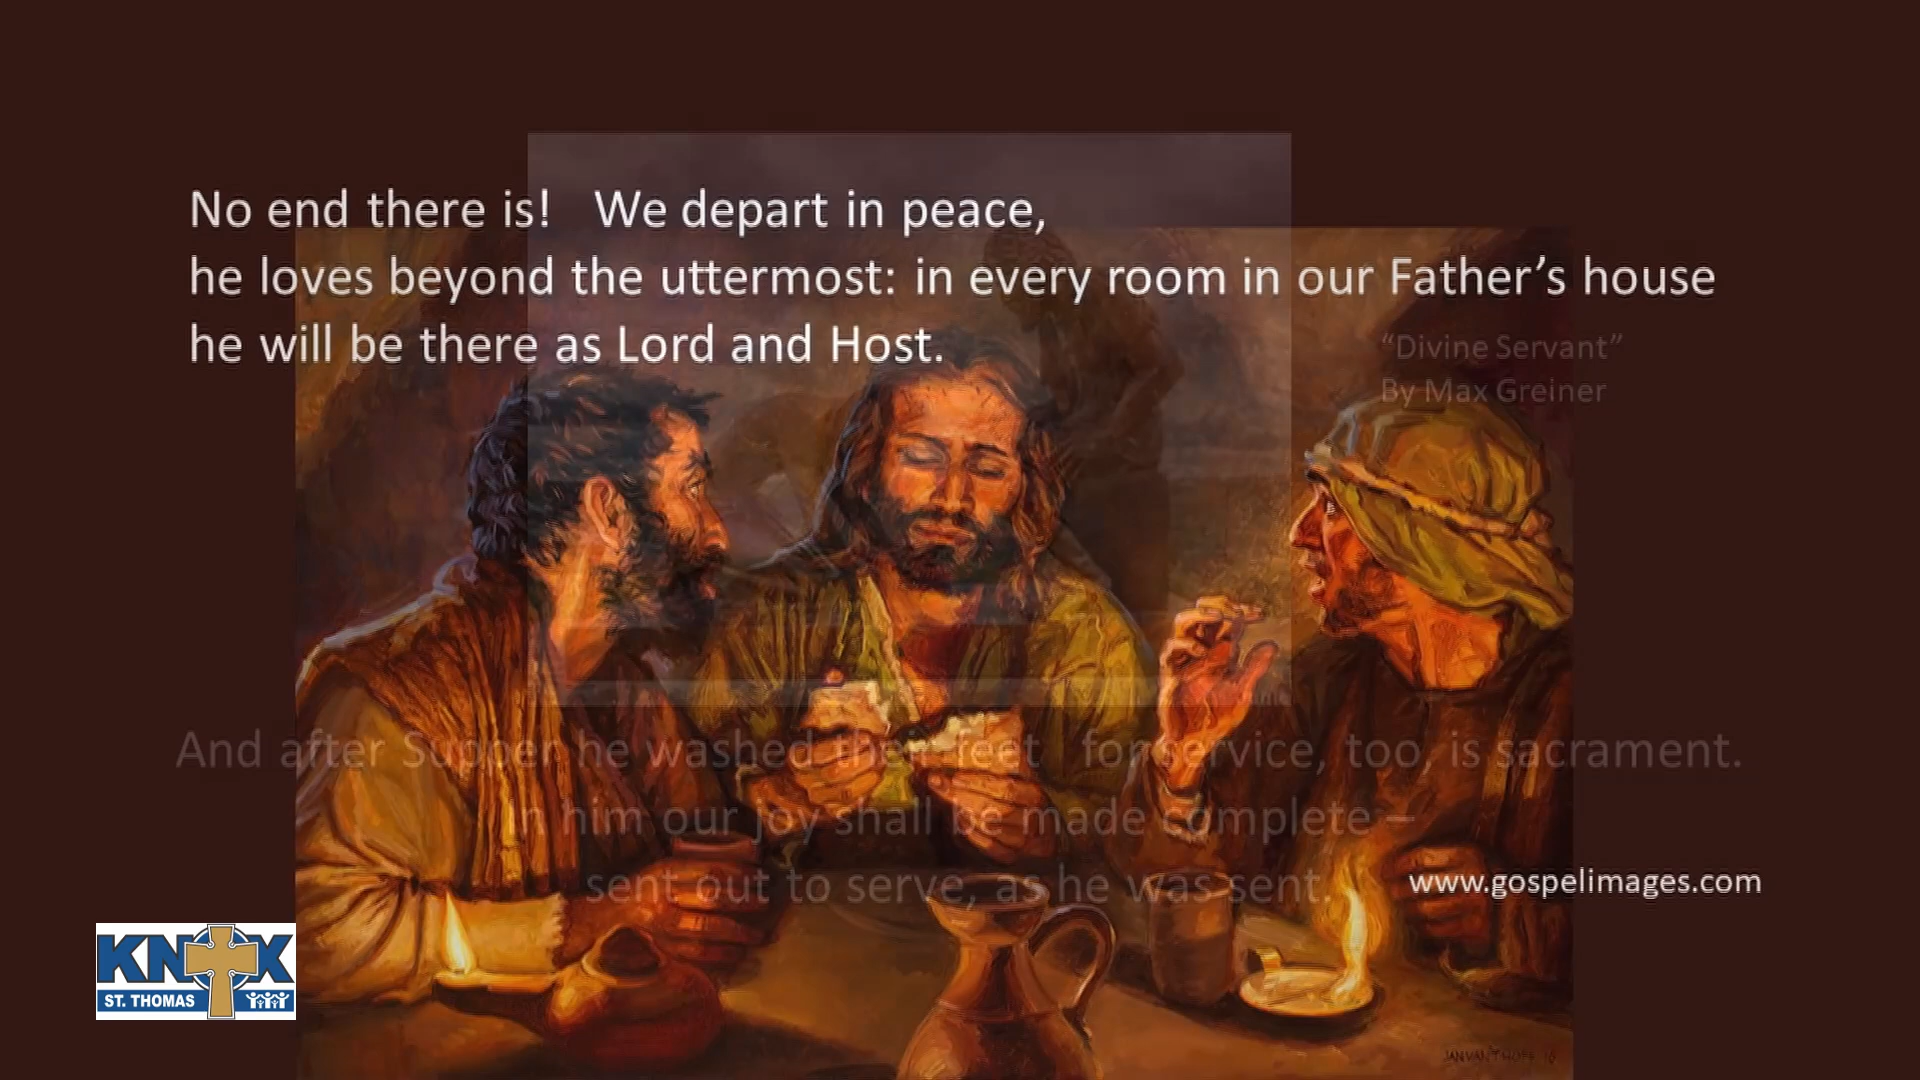 No end there is! We depart in peace,
he loves beyond the uttermost: in every room in our Father’s house
he will be there as Lord and Host.
“Divine Servant”
By Max Greiner
And after Supper he washed their feet for service, too, is sacrament.
In him our joy shall be made complete –
sent out to serve, as he was sent.
www.gospelimages.com
KNOX
ST. THOMAS